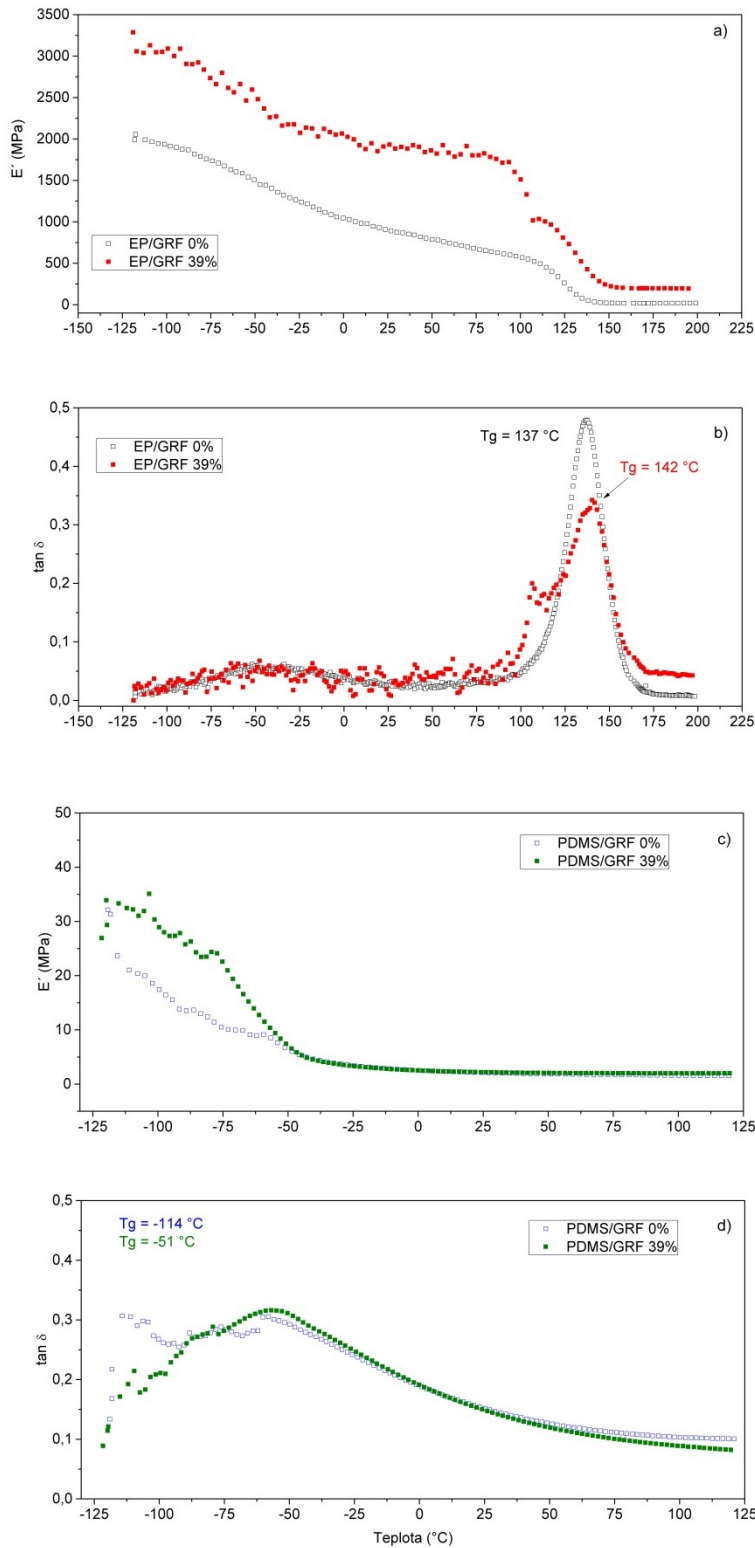 a)
3500
3000
2500
2000
1500
1000
500
0
E´ (MPa)
EP/GRF 0%
EP/GRF 39%
-150 -125 -100 -75 -50 -25 0 25 50 75 100 125 150 175 200 225
b)
0,5
0,4
0,3
0,2
0,1
0,0
tan δ
EP/GRF 0%
EP/GRF 39%
Tg = 137 °C
Tg = 142 °C
-150 -125 -100 -75 -50 -25 0 25 50 75 100 125 150 175 200 225
c)
50
40
30
20
10
0
E´ (MPa)
PDMS/GRF 0%
PDMS/GRF 39%
-125 -100 -75 -50 -25 0 25 50 75 100 125
d)
0,5
0,4
0,3
0,2
0,1
0,0
tan δ
Tg = -114 °C
Tg = -51 °C
PDMS/GRF 0%
PDMS/GRF 39%
-125 -100 -75 -50 -25 0 25 50 75 100 125
Teplota (°C)